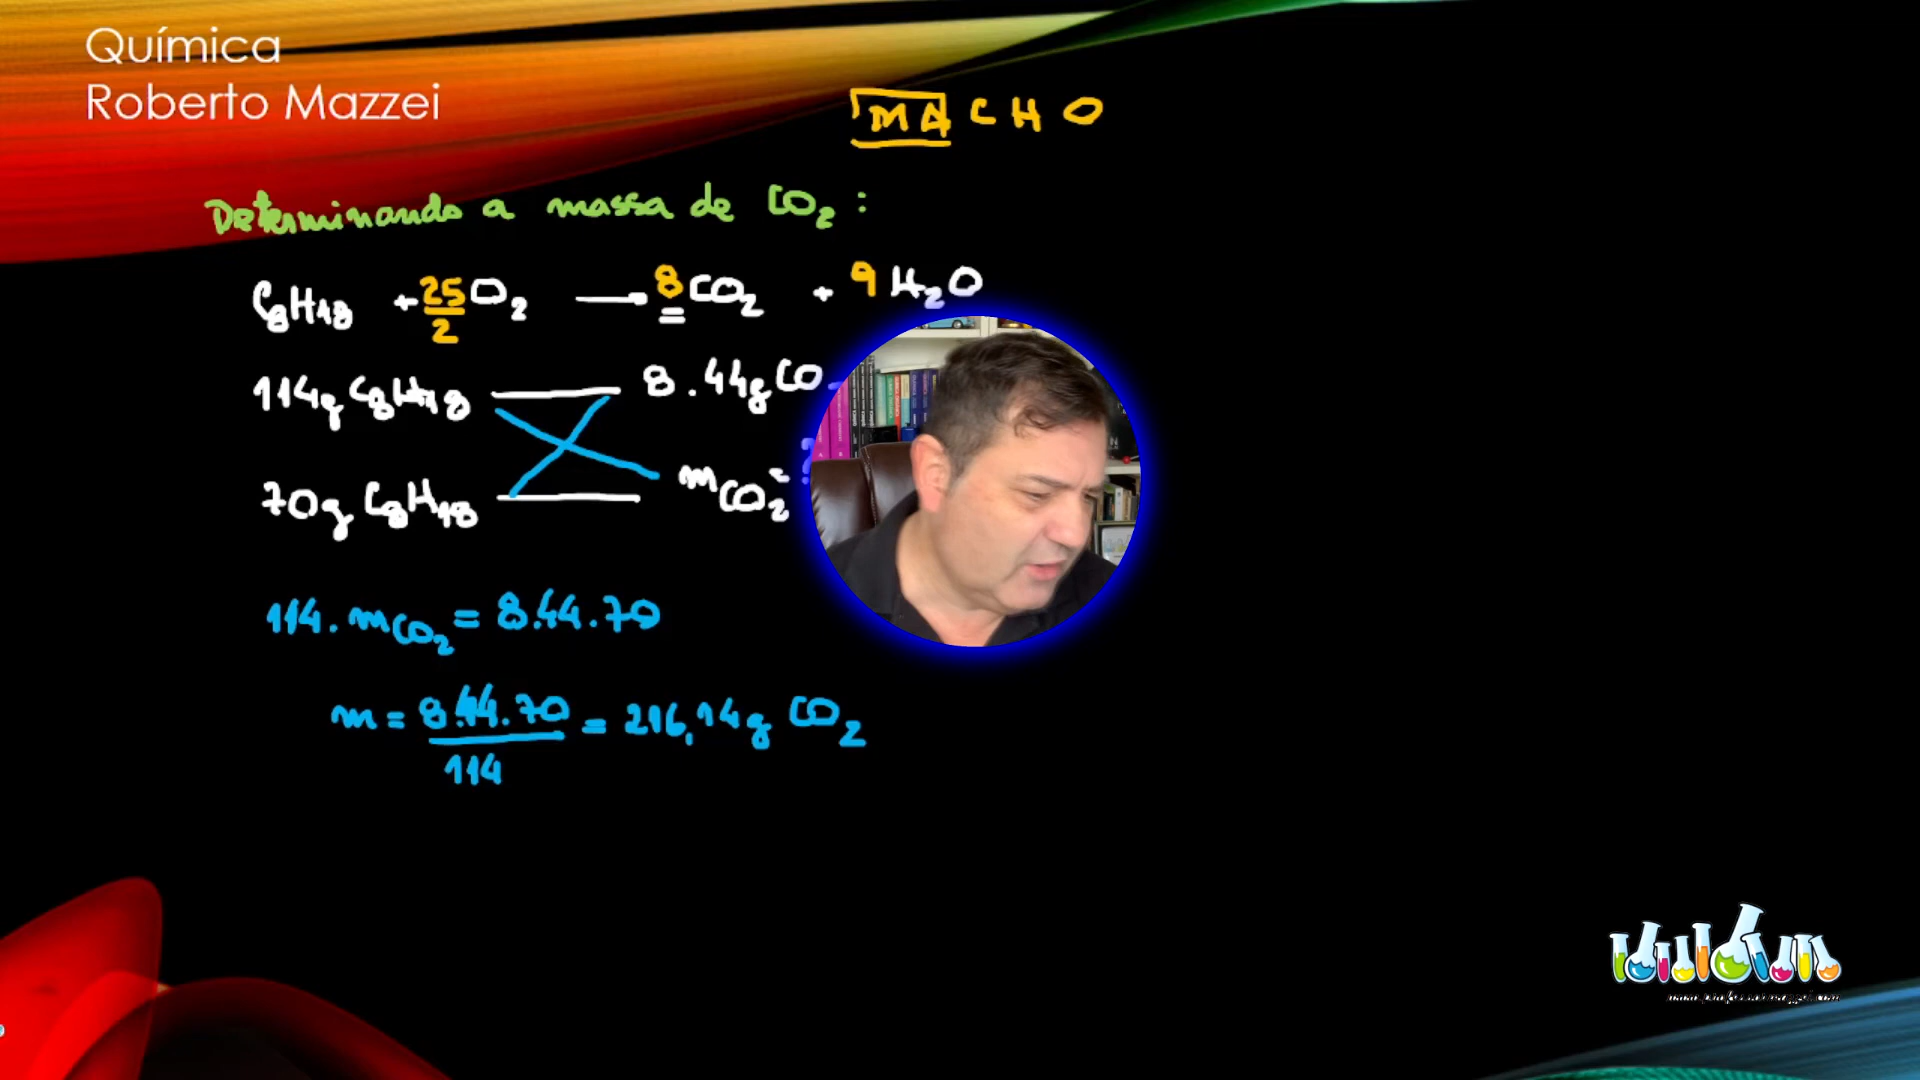 Química
Roberto Mazzei
MACHO
Determinando a massa de CO₂ :
C₈H₁₈ + 25/2 O₂ → 8 CO₂ + 9 H₂O
114g C₈H₁₈ 8.44g CO
70g C₈H₁₈ mCO₂ = ?
114. mCO₂ = 8.44.70
m = 8.44.70 / 114 = 216,14g CO₂